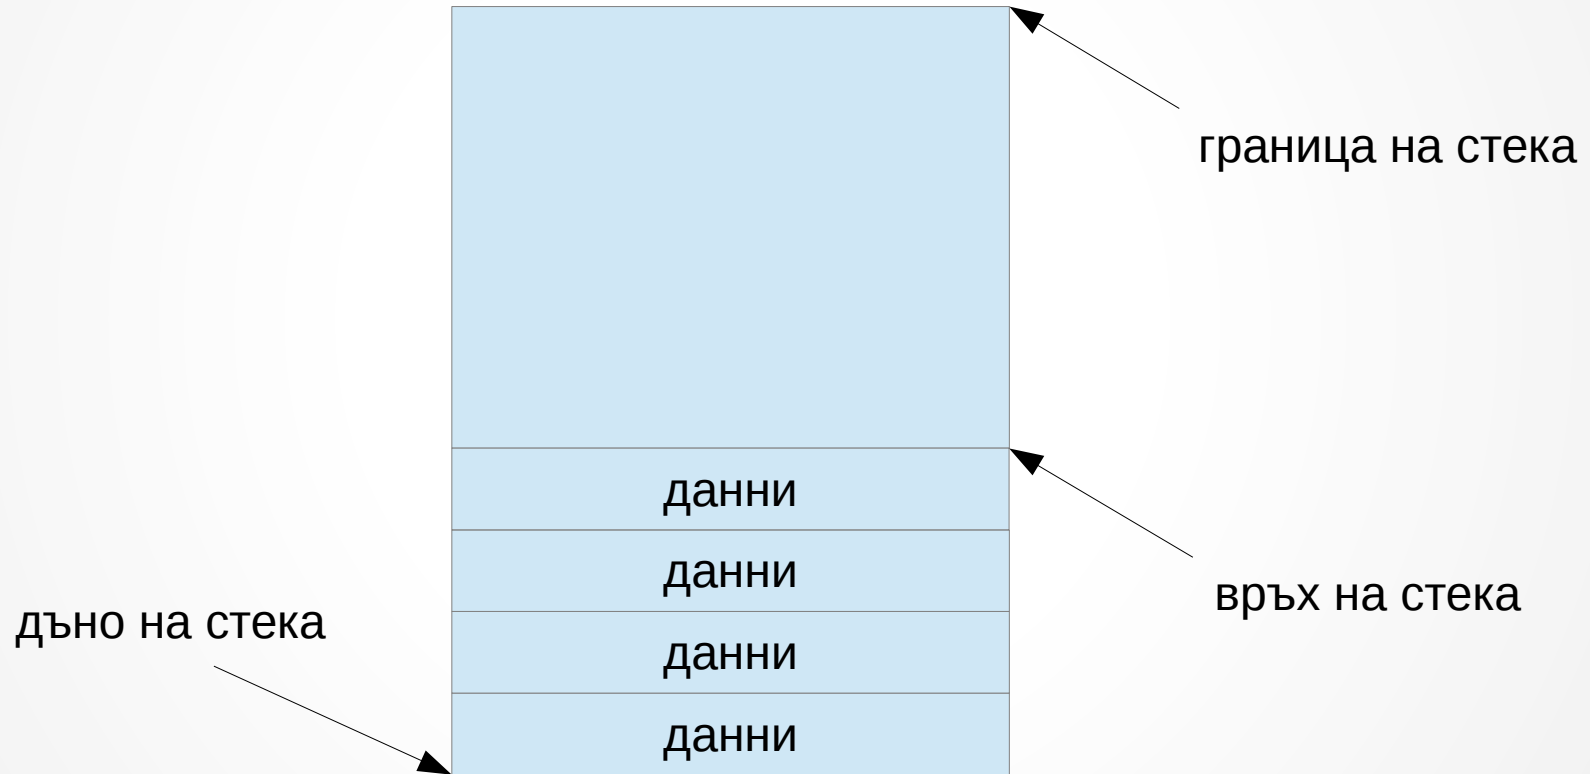 граница на стека
данни
данни
връх на стека
дъно на стека
данни
данни